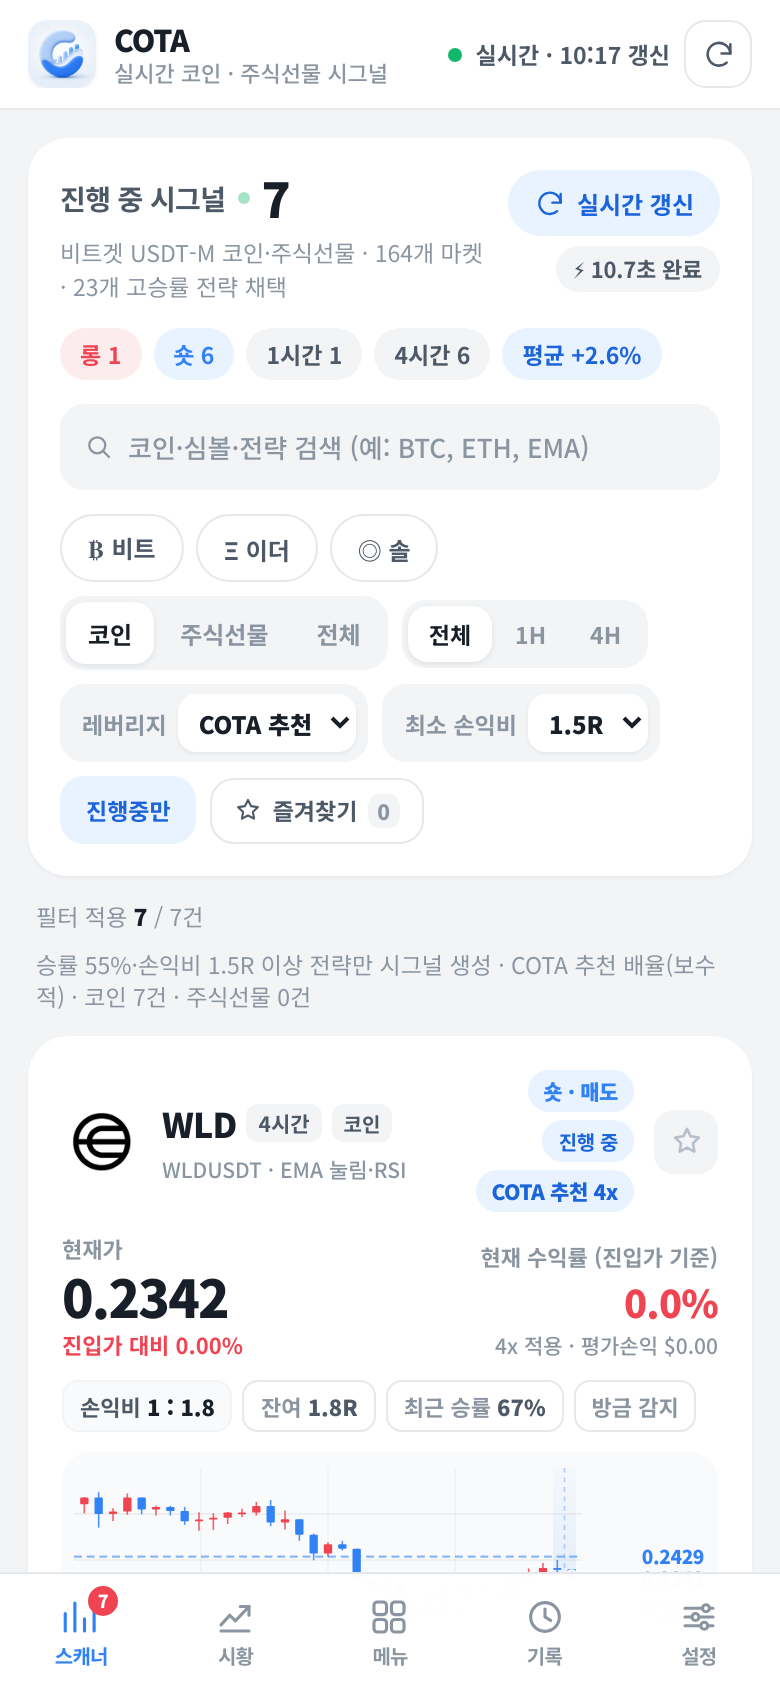 COTA
실시간 코인 · 주식선물 시그널
실시간 · 10:17 갱신
진행 중 시그널 7
실시간 갱신
비트겟 USDT-M 코인·주식선물 · 164개 마켓
· 23개 고승률 전략 채택
⚡10.7초 완료
롱 1
숏 6
1시간 1
4시간 6
평균 +2.6%
코인·심볼·전략 검색 (예: BTC, ETH, EMA)
₿ 비트
Ξ 이더
◎ 솔
코인 주식선물 전체
전체 1H 4H
레버리지 COTA 추천
최소 손익비 1.5R
진행중만
즐겨찾기 0
필터 적용 7 / 7건
승률 55%·손익비 1.5R 이상 전략만 시그널 생성 · COTA 추천 배율(보수
적) · 코인 7건 · 주식선물 0건
WLD 4시간 코인
WLDUSDT · EMA 눌림·RSI
숏 · 매도
진행 중
COTA 추천 4x
현재가
0.2342
진입가 대비 0.00%
현재 수익률 (진입가 기준)
0.0%
4x 적용 · 평가손익 $0.00
손익비 1 : 1.8
잔여 1.8R
최근 승률 67%
방금 감지
0.2429
7
스캐너
시황
메뉴
기록
설정